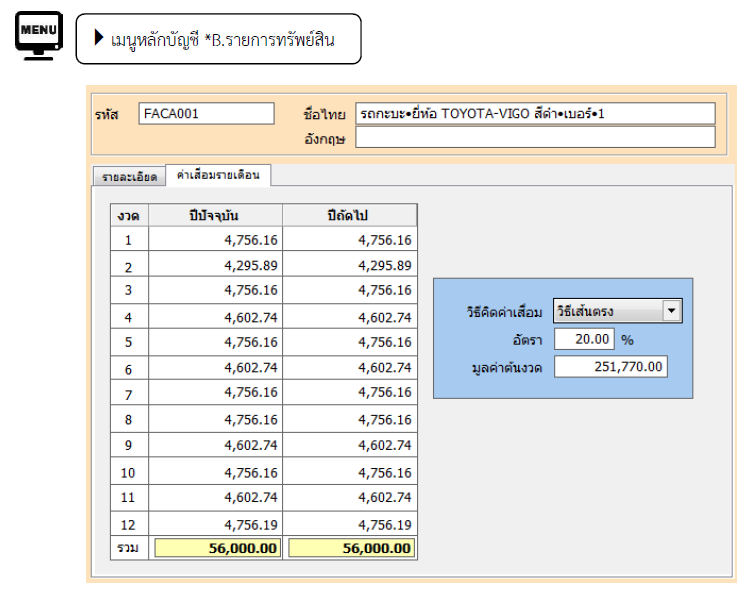 MENU
เมนูหลักบัญชี *B.รายการทรัพย์สิน
รหัส FACA001 ชื่อไทย รถกะบะ•ยี่ห้อ TOYOTA-VIGO สีดำ•เบอร์•1
อังกฤษ
รายละเอียด ค่าเสื่อมรายเดือน
งวด ปีปัจจุบัน ปีถัดไป
1 4,756.16 4,756.16
2 4,295.89 4,295.89
3 4,756.16 4,756.16
4 4,602.74 4,602.74
5 4,756.16 4,756.16
6 4,602.74 4,602.74
7 4,756.16 4,756.16
8 4,756.16 4,756.16
9 4,602.74 4,602.74
10 4,756.16 4,756.16
11 4,602.74 4,602.74
12 4,756.19 4,756.19
รวม 56,000.00 56,000.00
วิธีคิดค่าเสื่อม วิธีเส้นตรง
อัตรา 20.00 %
มูลค่าต้นงวด 251,770.00